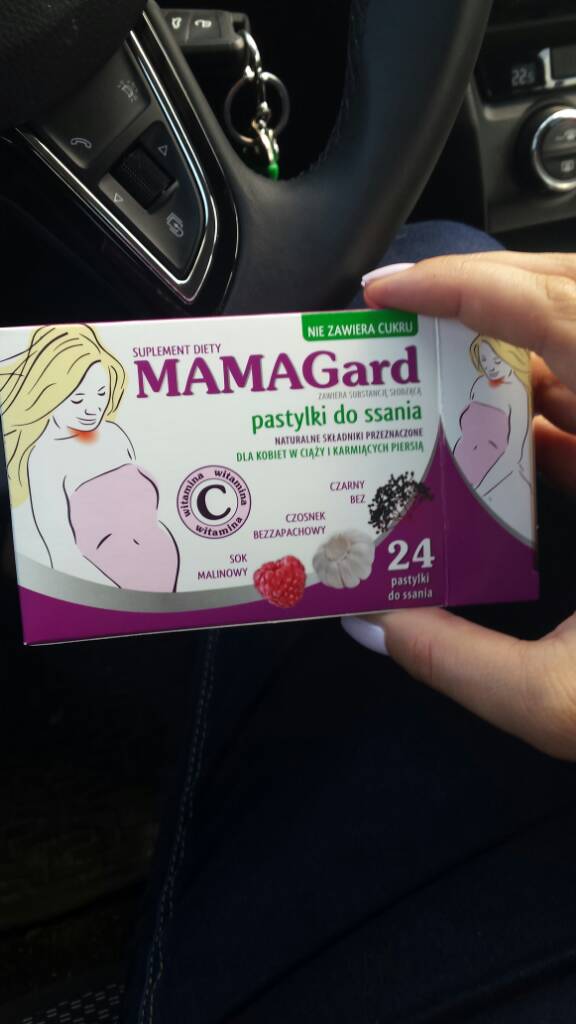 22
NIE ZAWIERA CUKRU
SUPLEMENT DIETY
MAMAGard
ZAWIERA SUBSTANCJĘ SŁODZĄCĄ
pastylki do ssania
NATURALNE SKŁADNIKI PRZEZNACZONE
DLA KOBIET W CIĄŻY I KARMIĄCYCH PIERSIĄ
witamina witamina
C
witamina
CZARNY
BEZ
CZOSNEK
BEZZAPACHOWY
SOK
MALINOWY
24
pastylki
do ssania